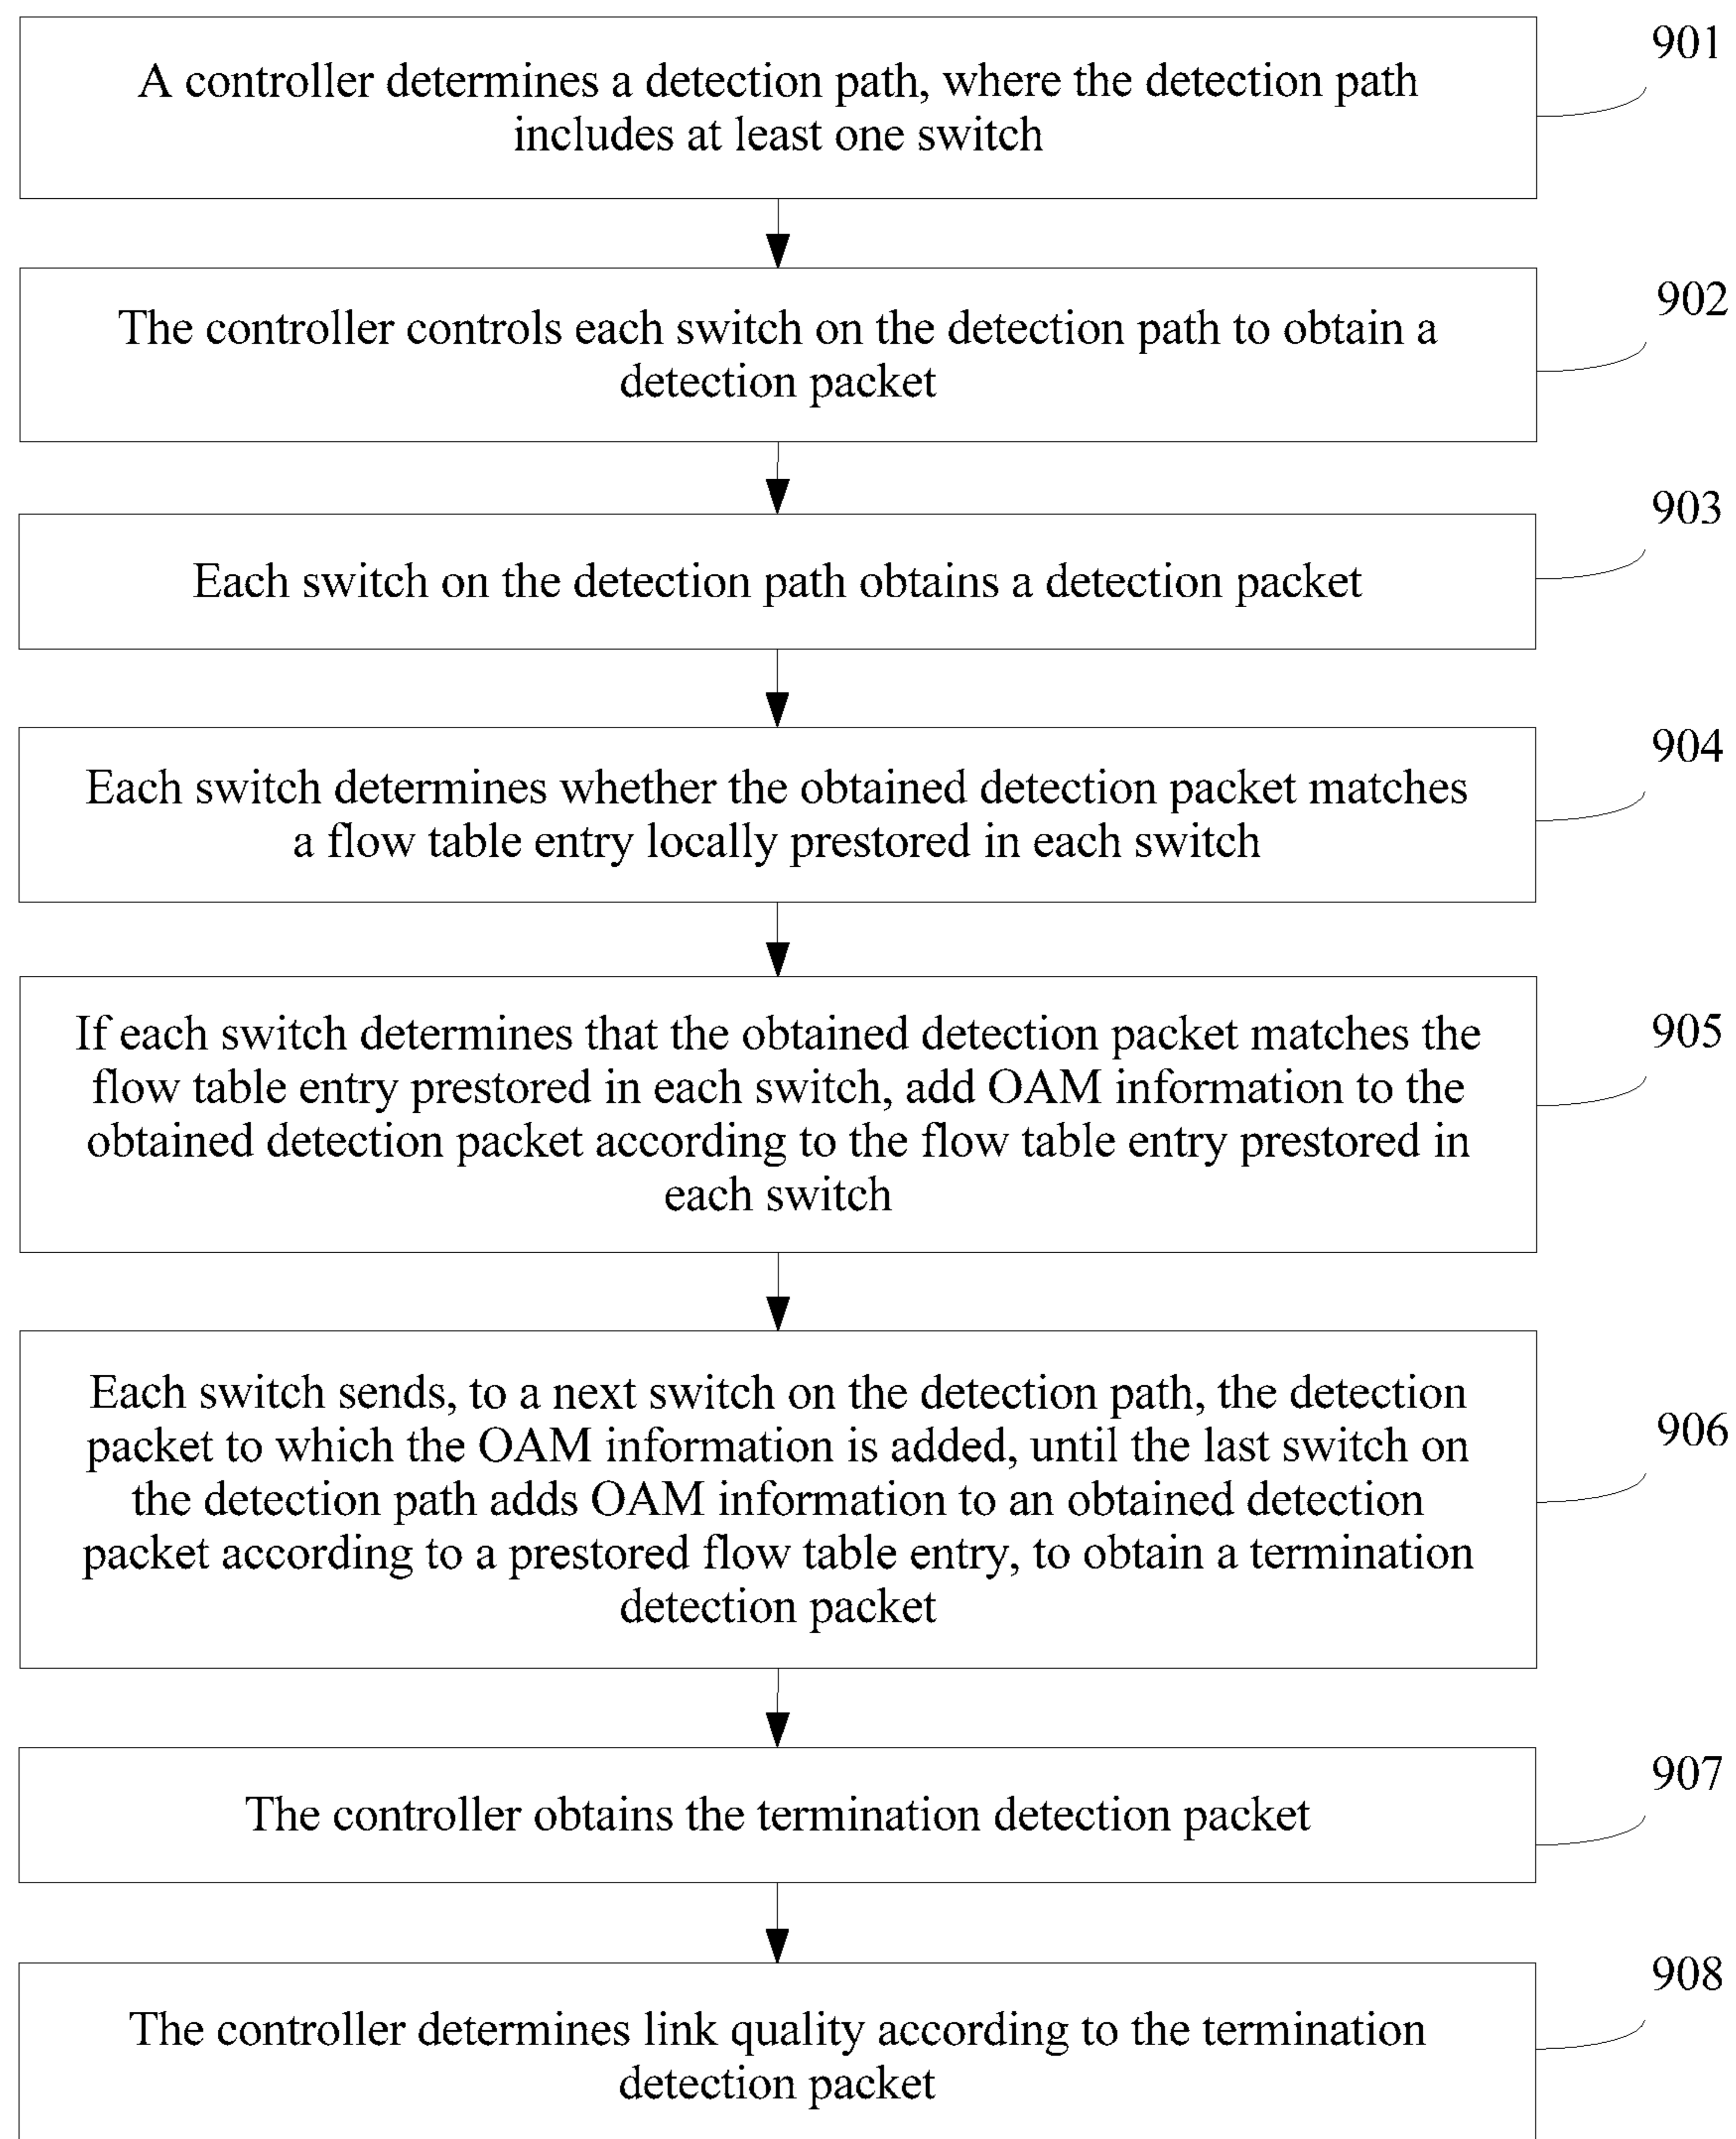 A controller determines a detection path, where the detection path
includes at least one switch
901
The controller controls each switch on the detection path to obtain a
detection packet
902
Each switch on the detection path obtains a detection packet
903
Each switch determines whether the obtained detection packet matches
a flow table entry locally prestored in each switch
904
If each switch determines that the obtained detection packet matches the
flow table entry prestored in each switch, add OAM information to the
obtained detection packet according to the flow table entry prestored in
each switch
905
Each switch sends, to a next switch on the detection path, the detection
packet to which the OAM information is added, until the last switch on
the detection path adds OAM information to an obtained detection
packet according to a prestored flow table entry, to obtain a termination
detection packet
906
The controller obtains the termination detection packet
907
The controller determines link quality according to the termination
detection packet
908